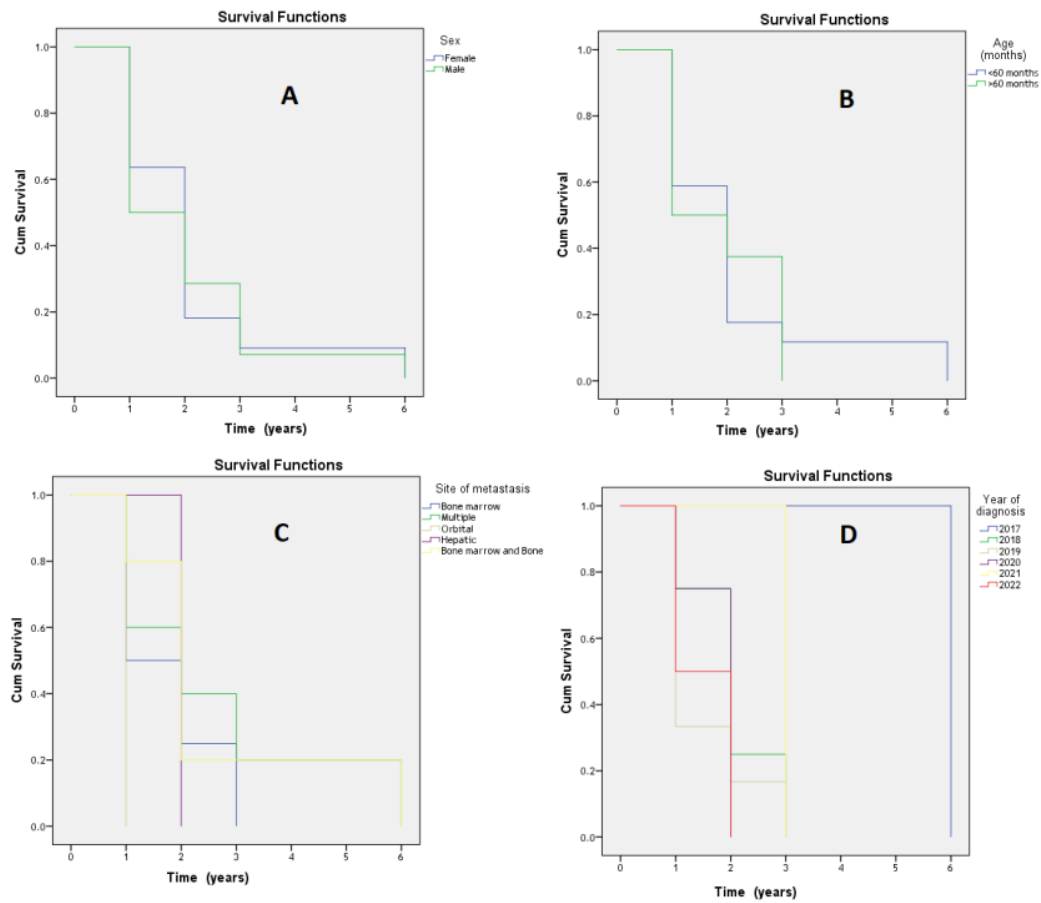 Survival Functions
Sex
Female
Male
A
1.0
0.8
0.6
0.4
0.2
0.0
Cum Survival
0 1 2 3 4 5 6
Time (years)
Survival Functions
Age
(months)
<60 months
>60 months
B
1.0
0.8
0.6
0.4
0.2
0.0
Cum Survival
0 1 2 3 4 5 6
Time (years)
Survival Functions
Site of metastasis
Bone marrow
Multiple
Orbital
Hepatic
Bone marrow and Bone
C
1.0
0.8
0.6
0.4
0.2
0.0
Cum Survival
0 1 2 3 4 5 6
Time (years)
Survival Functions
Year of
diagnosis
2017
2018
2019
2020
2021
2022
D
1.0
0.8
0.6
0.4
0.2
0.0
Cum Survival
0 1 2 3 4 5 6
Time (years)